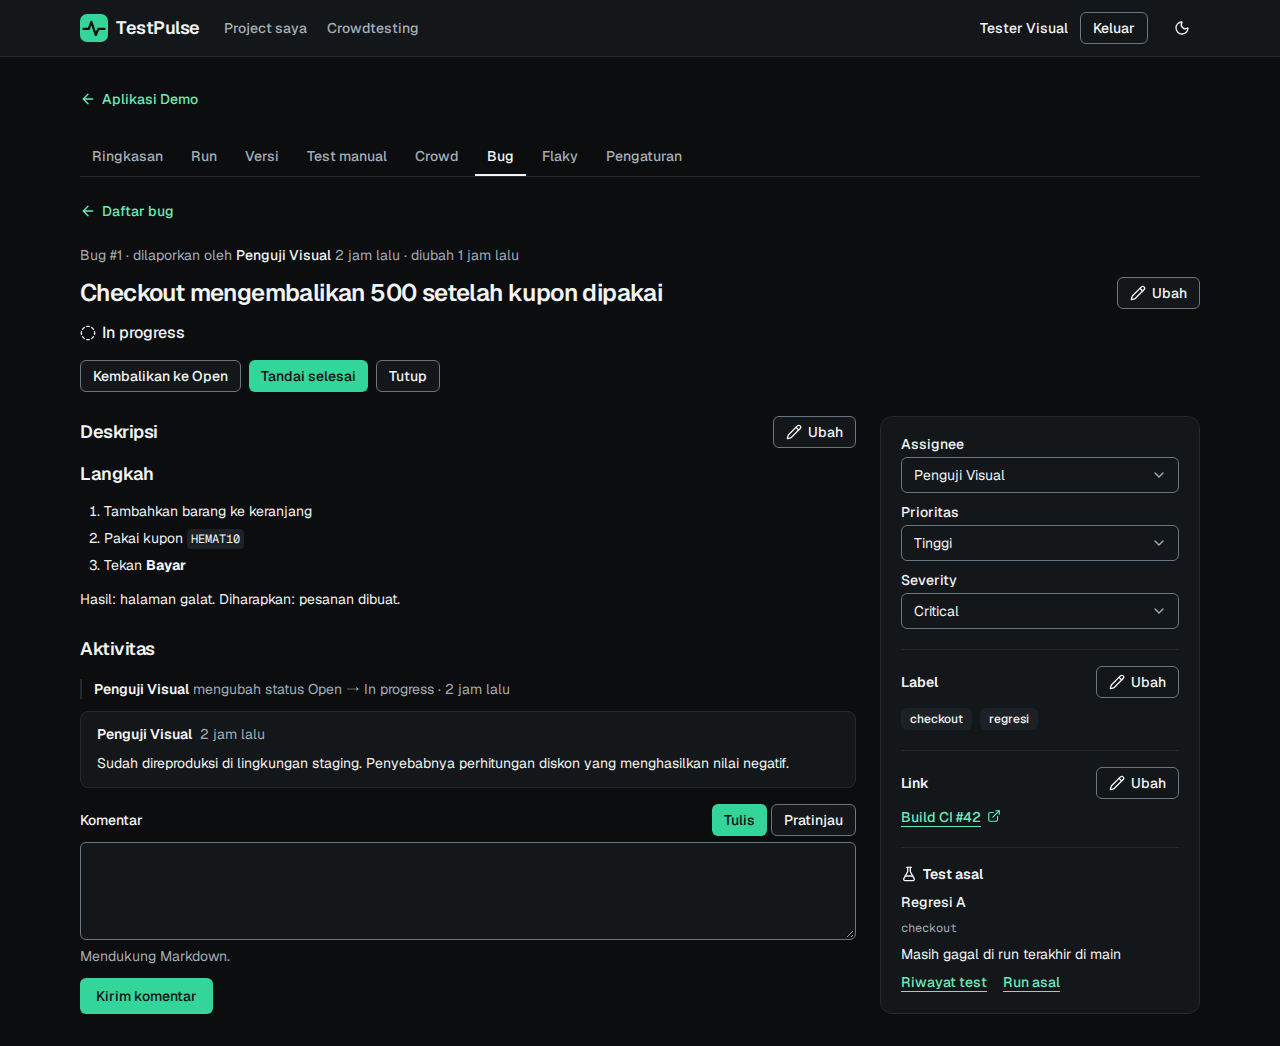 TestPulse Project saya Crowdtesting Tester Visual Keluar
Aplikasi Demo
Ringkasan Run Versi Test manual Crowd Bug Flaky Pengaturan
Daftar bug
Bug #1 · dilaporkan oleh Penguji Visual 2 jam lalu · diubah 1 jam lalu
Checkout mengembalikan 500 setelah kupon dipakai
Ubah
In progress
Kembalikan ke Open Tandai selesai Tutup
Deskripsi
Ubah
Langkah
1. Tambahkan barang ke keranjang
2. Pakai kupon HEMAT10
3. Tekan Bayar
Hasil: halaman galat. Diharapkan: pesanan dibuat.
Aktivitas
Penguji Visual mengubah status Open → In progress · 2 jam lalu
Penguji Visual 2 jam lalu
Sudah direproduksi di lingkungan staging. Penyebabnya perhitungan diskon yang menghasilkan nilai negatif.
Komentar
Tulis Pratinjau
Mendukung Markdown.
Kirim komentar
Assignee
Penguji Visual
Prioritas
Tinggi
Severity
Critical
Label
Ubah
checkout regresi
Link
Ubah
Build CI #42
Test asal
Regresi A
checkout
Masih gagal di run terakhir di main
Riwayat test Run asal